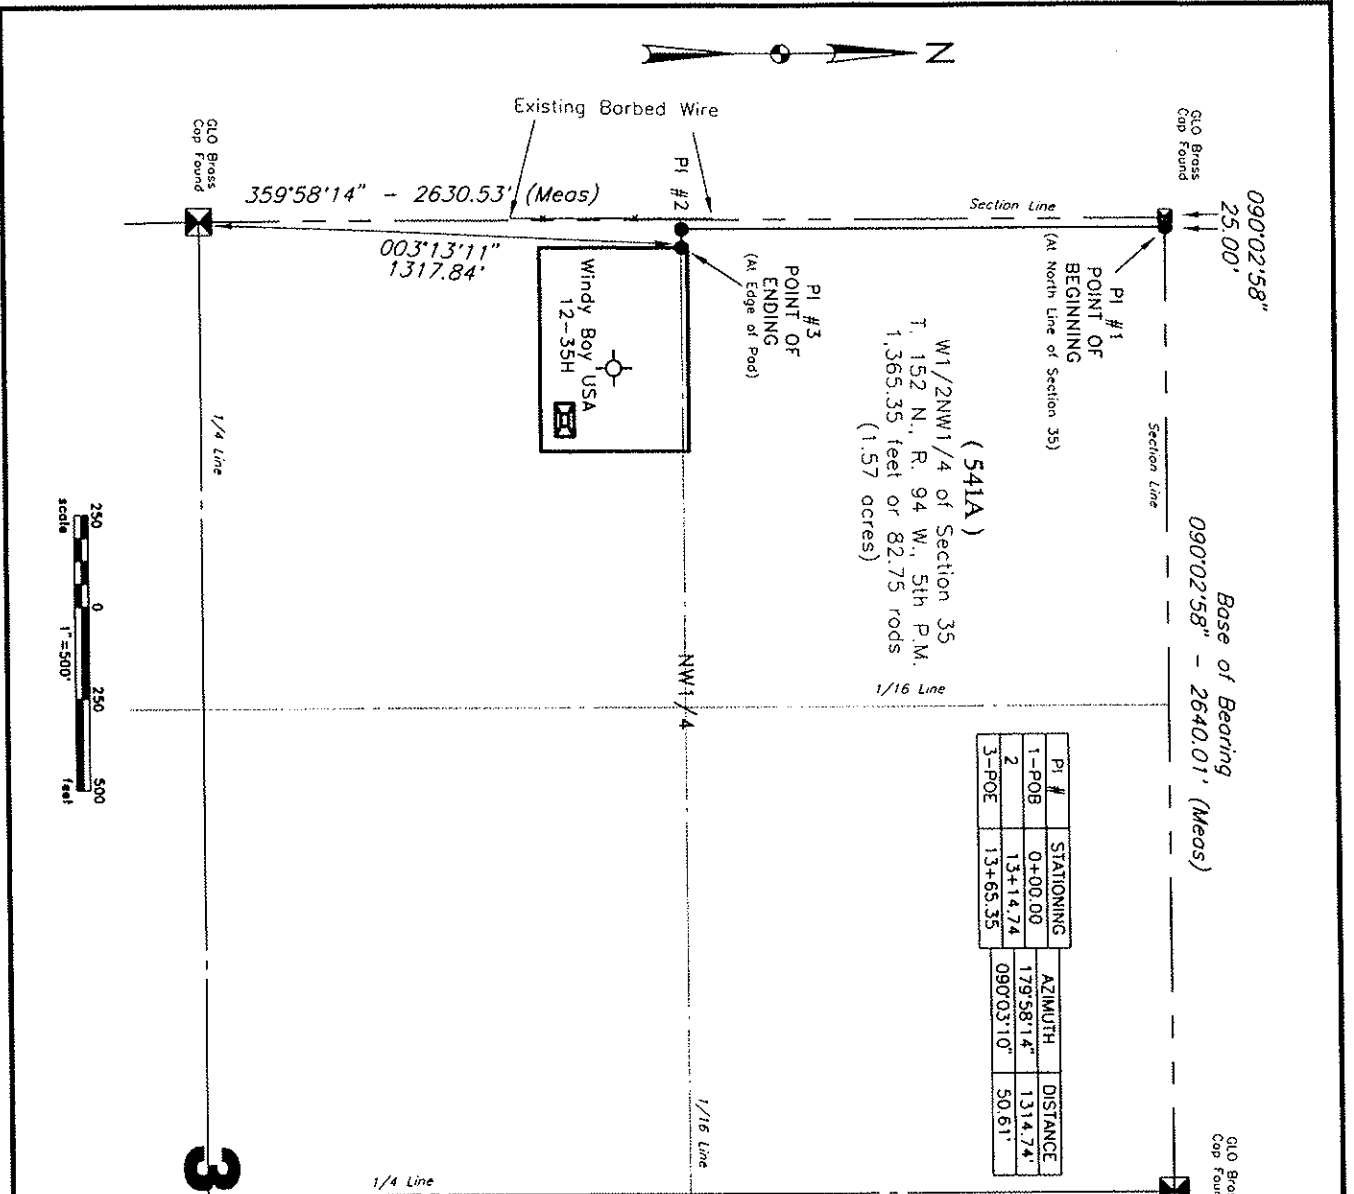 N
Existing Borbed Wire
GLO Brass
Cap Found
359°58'14" - 2630.53' (Meas)
003°13'11"
1317.84'
PI #2
Section Line
GLO Brass
Cap Found
090°02'58"
25.00'
PI #1
POINT OF
BEGINNING
(At North Line of Section 35)
PI #3
POINT OF
ENDING
(At Edge of Pad)
Windy Boy USA
12-35H
(541A)
W1/2NW1/4 of Section 35
T. 152 N., R. 94 W., 5th P.M.
1,365.35 feet or 82.75 rods
(1.57 acres)
Section Line
Base of Bearing
090°02'58" - 2640.01' (Meas)
1/4 Line
NW1/4
1/16 Line
250 0 250 500
scale 1"=500' feet
PI # STATIONING AZIMUTH DISTANCE
1-POB 0+00.00 179°58'14" 1314.74'
2 13+14.74 090°03'10" 50.61'
3-POE 13+65.35
1/16 Line
1/4 Line
3
GLO Bra
Cap Fou